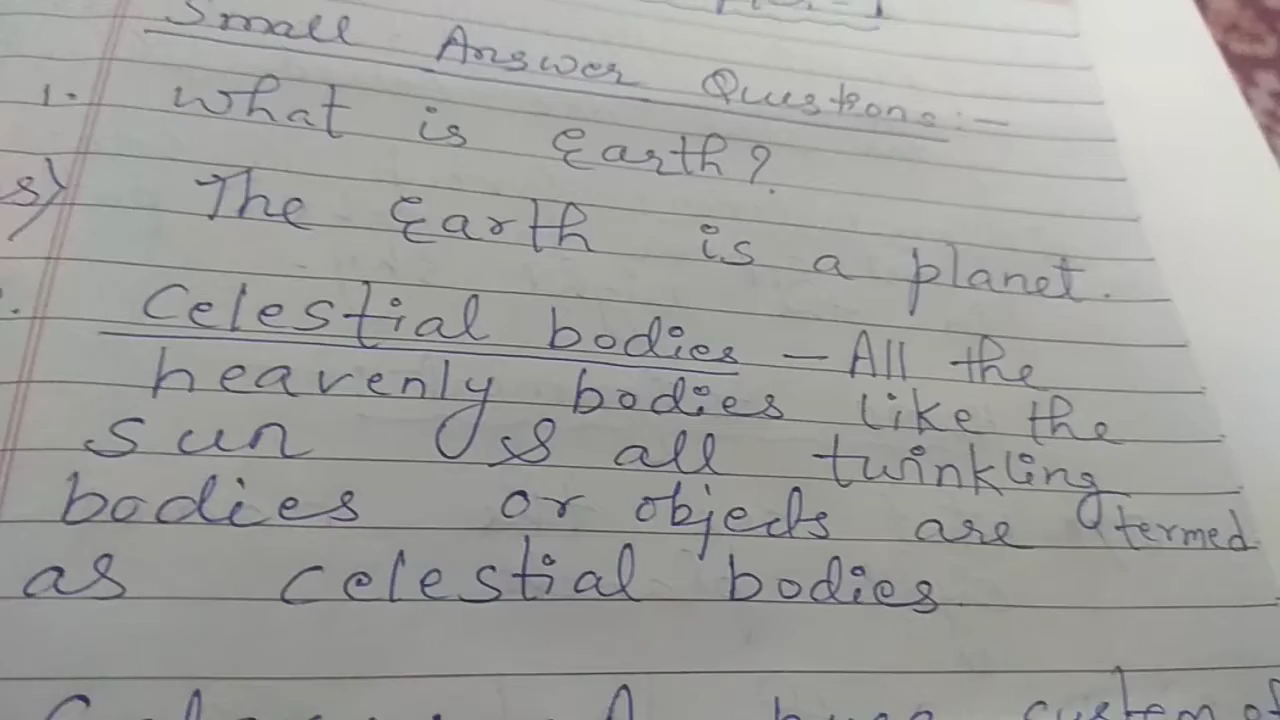 Small Answer Questions:-
1. What is Earth?
s) The Earth is a planet.
Celestial bodies - All the
heavenly bodies like the
sun & all twinkling
bodies or objects are termed
as celestial bodies